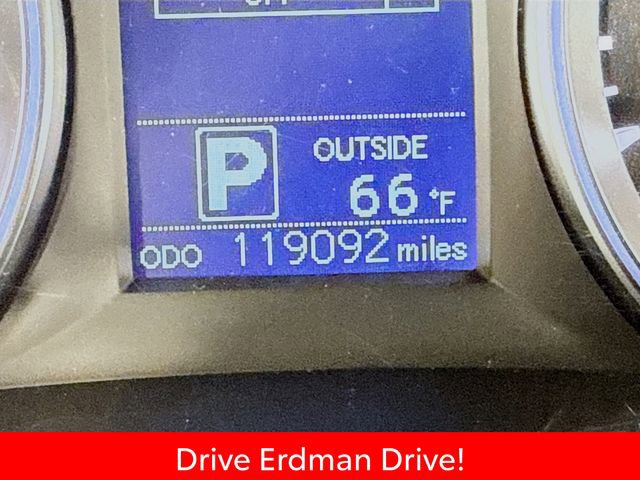 P
OUTSIDE
66 °F
ODO 119092 miles
Drive Erdman Drive!